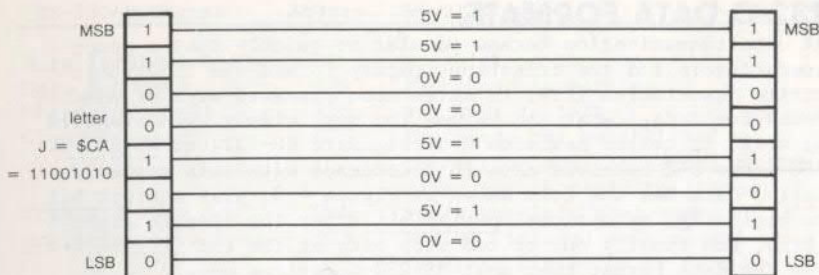 5V = 1
MSB 1 1 MSB
5V = 1
1 1
0V = 0
0 0
0V = 0
letter 0 0
5V = 1
J = $CA 1 1
= 11001010
0V = 0
0 0
5V = 1
1 1
0V = 0
LSB 0 0 LSB